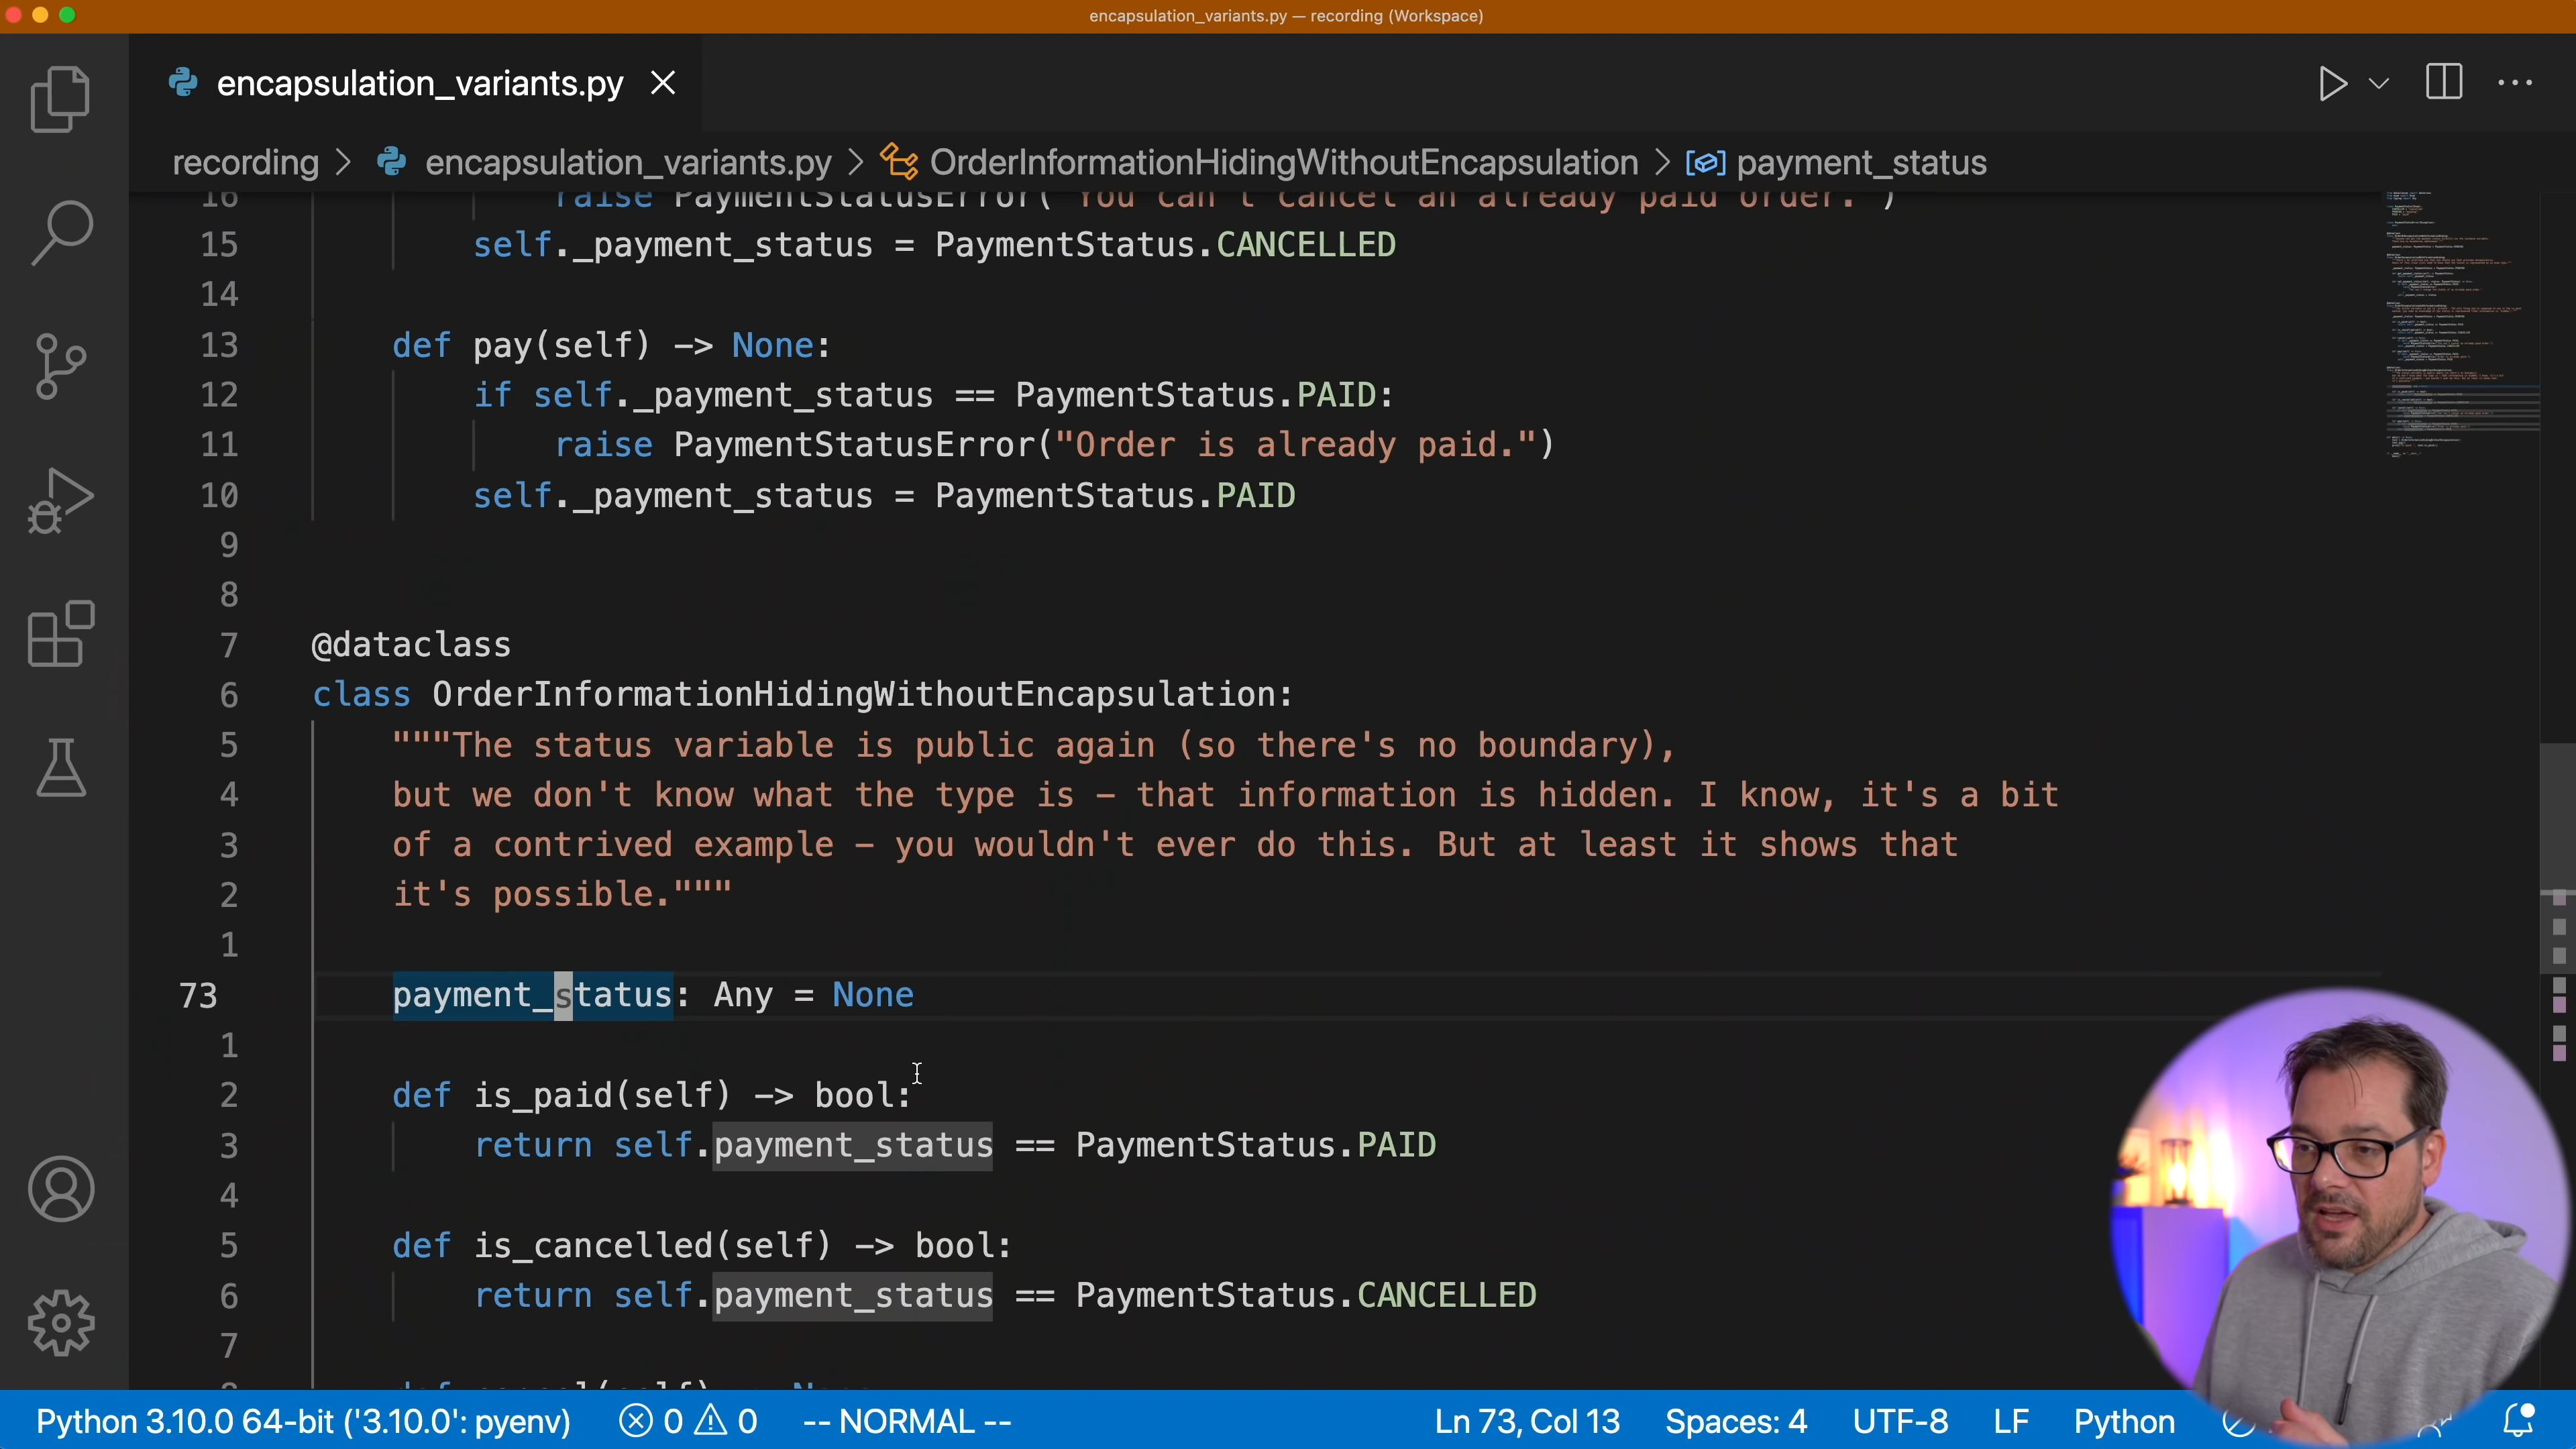 encapsulation_variants.py — recording (Workspace)
encapsulation_variants.py
recording > encapsulation_variants.py > OrderInformationHidingWithoutEncapsulation > payment_status
16 raise PaymentStatusError("You can't cancel an already paid order.")
15 self._payment_status = PaymentStatus.CANCELLED
14
13 def pay(self) -> None:
12 if self._payment_status == PaymentStatus.PAID:
11 raise PaymentStatusError("Order is already paid.")
10 self._payment_status = PaymentStatus.PAID
9
8
7 @dataclass
6 class OrderInformationHidingWithoutEncapsulation:
5 """The status variable is public again (so there's no boundary),
4 but we don't know what the type is – that information is hidden. I know, it's a bit
3 of a contrived example – you wouldn't ever do this. But at least it shows that
2 it's possible."""
1
73 payment_status: Any = None
1
2 def is_paid(self) -> bool:
3 return self.payment_status == PaymentStatus.PAID
4
5 def is_cancelled(self) -> bool:
6 return self.payment_status == PaymentStatus.CANCELLED
7
Python 3.10.0 64-bit ('3.10.0': pyenv) 0 0 -- NORMAL -- Ln 73, Col 13 Spaces: 4 UTF-8 LF Python